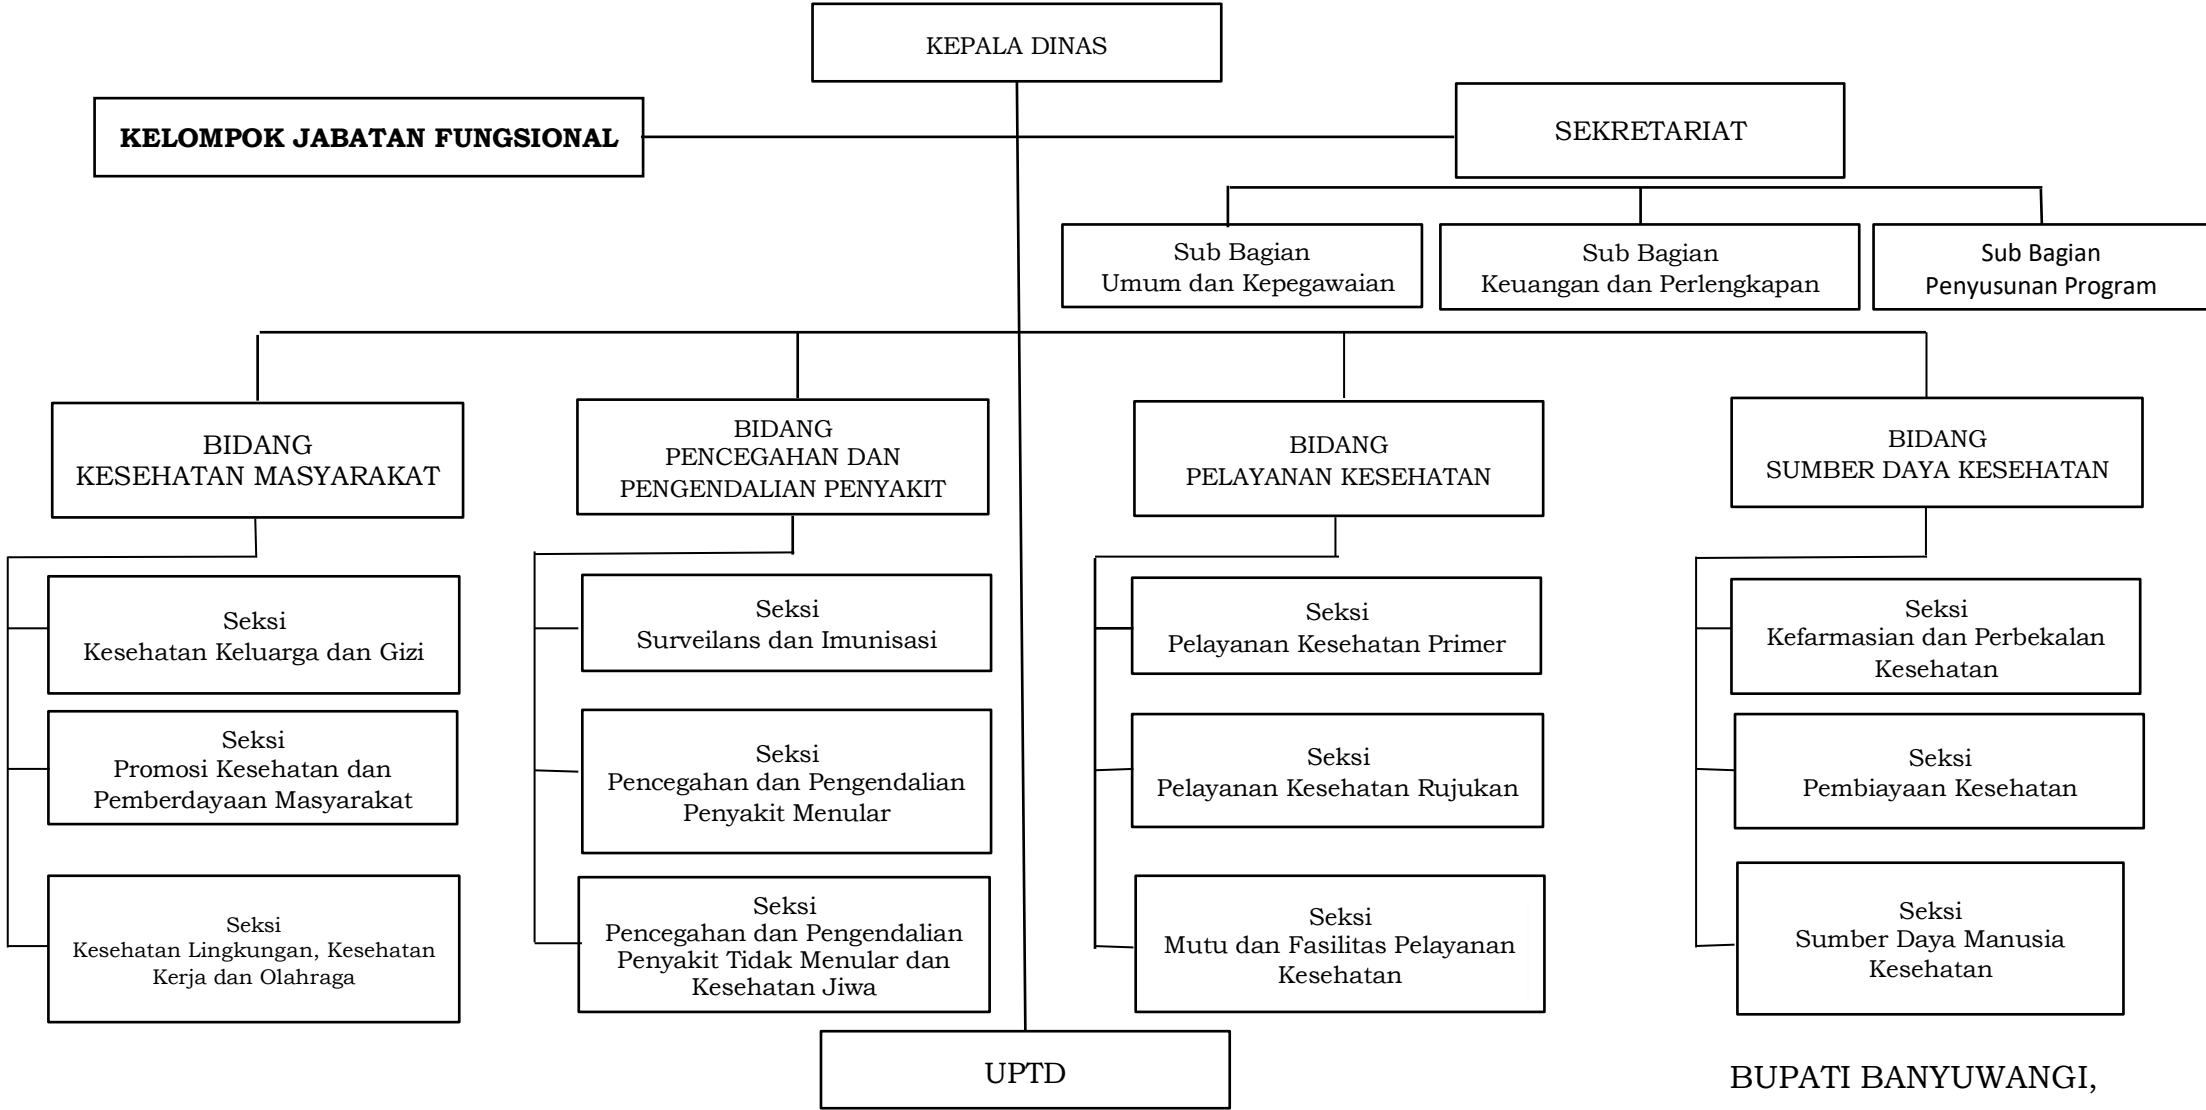 KEPALA DINAS
KELOMPOK JABATAN FUNGSIONAL
SEKRETARIAT
Sub Bagian
Umum dan Kepegawaian
Sub Bagian
Keuangan dan Perlengkapan
Sub Bagian
Penyusunan Program
BIDANG
KESEHATAN MASYARAKAT
BIDANG
PENCEGAHAN DAN
PENGENDALIAN PENYAKIT
BIDANG
PELAYANAN KESEHATAN
BIDANG
SUMBER DAYA KESEHATAN
Seksi
Kesehatan Keluarga dan Gizi
Seksi
Surveilans dan Imunisasi
Seksi
Pelayanan Kesehatan Primer
Seksi
Kefarmasian dan Perbekalan
Kesehatan
Seksi
Promosi Kesehatan dan
Pemberdayaan Masyarakat
Seksi
Pencegahan dan Pengendalian
Penyakit Menular
Seksi
Pelayanan Kesehatan Rujukan
Seksi
Pembiayaan Kesehatan
Seksi
Kesehatan Lingkungan, Kesehatan
Kerja dan Olahraga
Seksi
Pencegahan dan Pengendalian
Penyakit Tidak Menular dan
Kesehatan Jiwa
Seksi
Mutu dan Fasilitas Pelayanan
Kesehatan
Seksi
Sumber Daya Manusia
Kesehatan
UPTD
BUPATI BANYUWANGI,